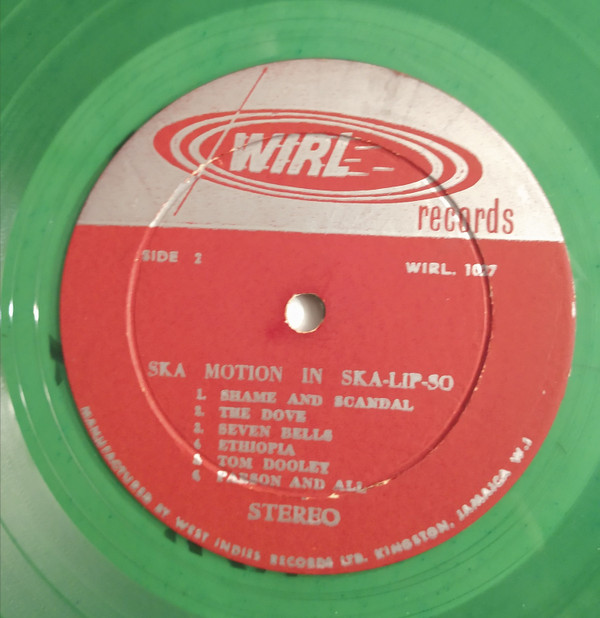 WIRL
records
SIDE 2
WIRL. 1027
SKA MOTION IN SKA-LIP-SO
1. SHAME AND SCANDAL
2. THE DOVE
3. SEVEN BELLS
4 ETHIOPIA
5 TOM DOOLEY
6. PARSON AND ALL
STEREO
MANUFACTURED BY WEST INDIES RECORDS LTD. KINGSTON, JAMAICA W.I